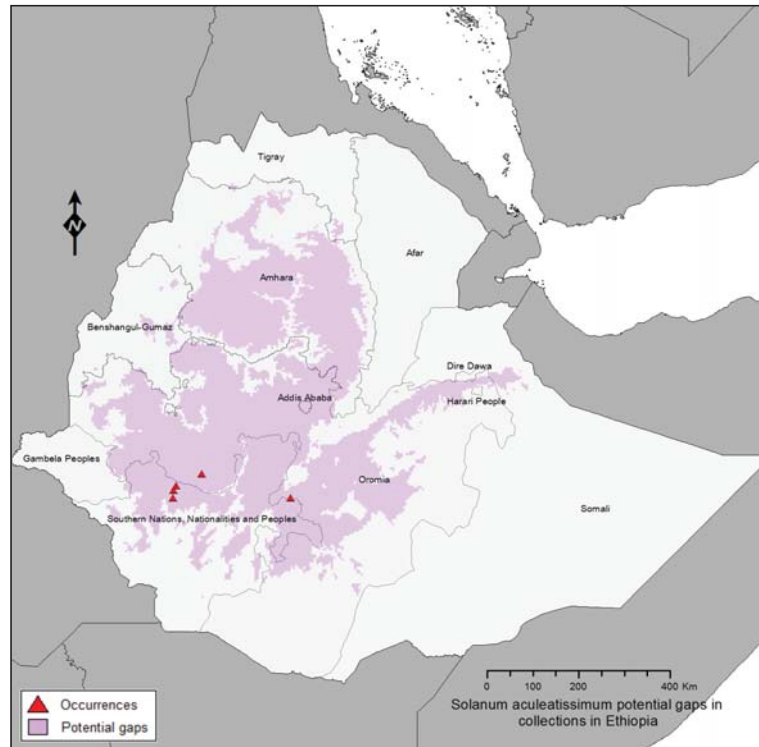 Tigray
Afar
Amhara
Benshangul-Gumaz
Dire Dawa
Addis Ababa
Harari People
Gambela Peoples
Oromia
Southern Nations, Nationalities and Peoples
Somali
N
0 100 200 400 Km
Solanum aculeatissimum potential gaps in
collections in Ethiopia
Occurrences
Potential gaps